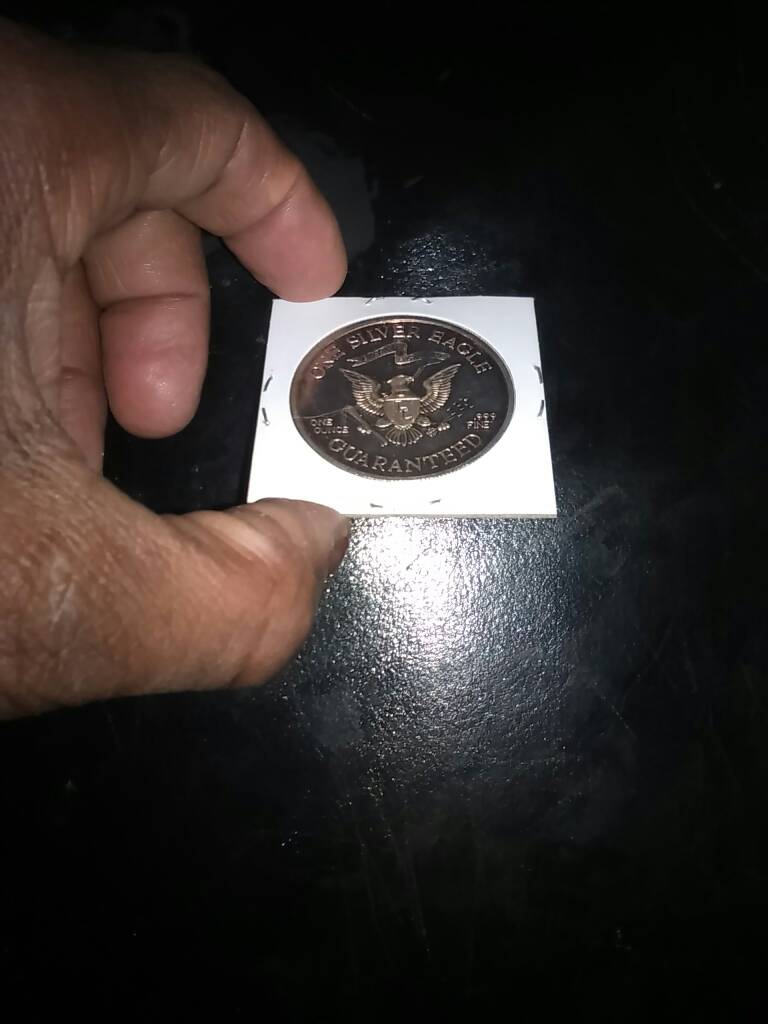 ONE SILVER EAGLE
ONE
OUNCE
.999
FINE
GUARANTEED